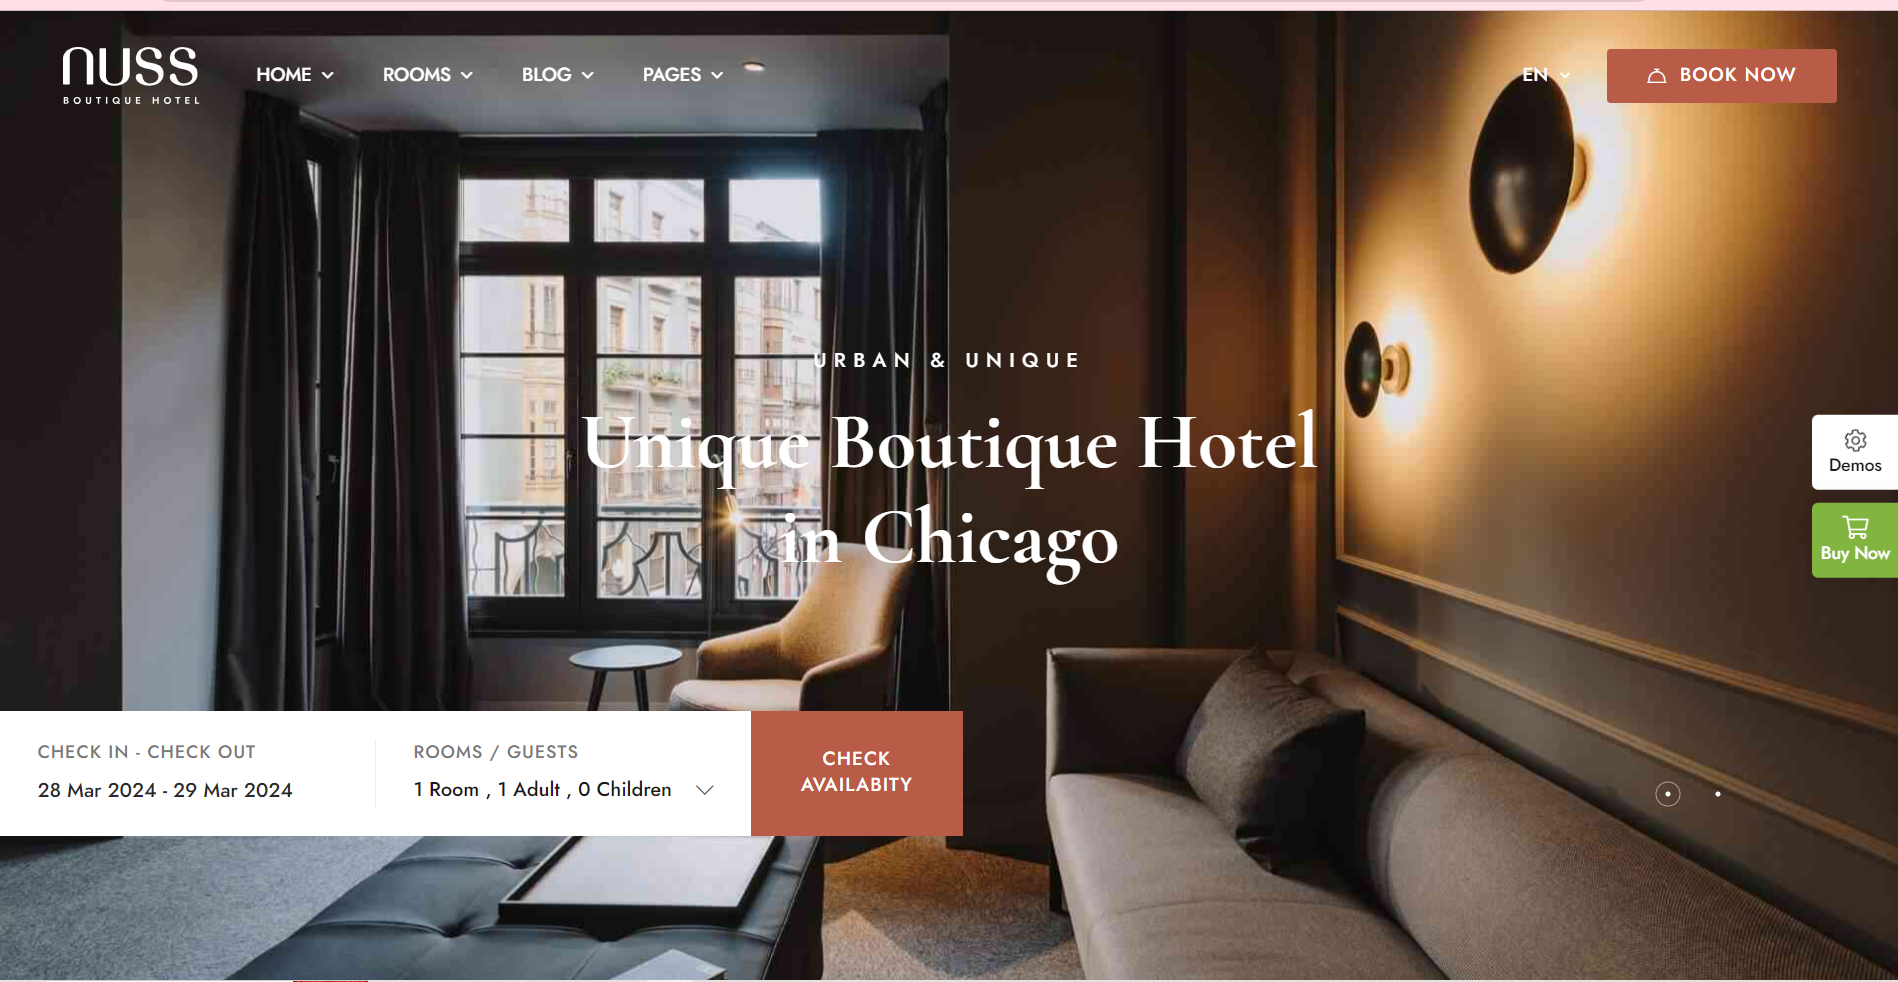 nuss
BOUTIQUE HOTEL
HOME
ROOMS
BLOG
PAGES
EN
BOOK NOW
URBAN & UNIQUE
Unique Boutique Hotel
in Chicago
Demos
Buy Now
CHECK IN - CHECK OUT
28 Mar 2024 - 29 Mar 2024
ROOMS / GUESTS
1 Room , 1 Adult , 0 Children
CHECK
AVAILABITY